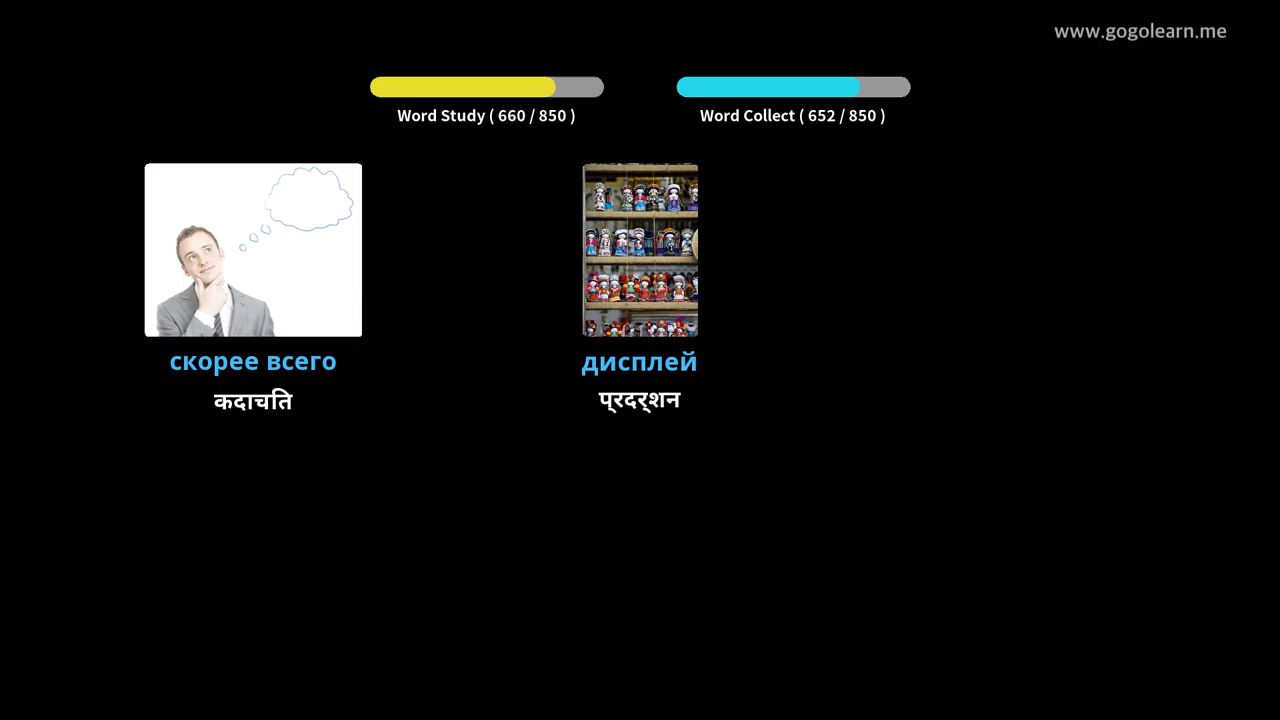 www.gogolearn.me
Word Study ( 660 / 850 )
Word Collect ( 652 / 850 )
скорее всего
कदाचित
дисплей
प्रदर्शन